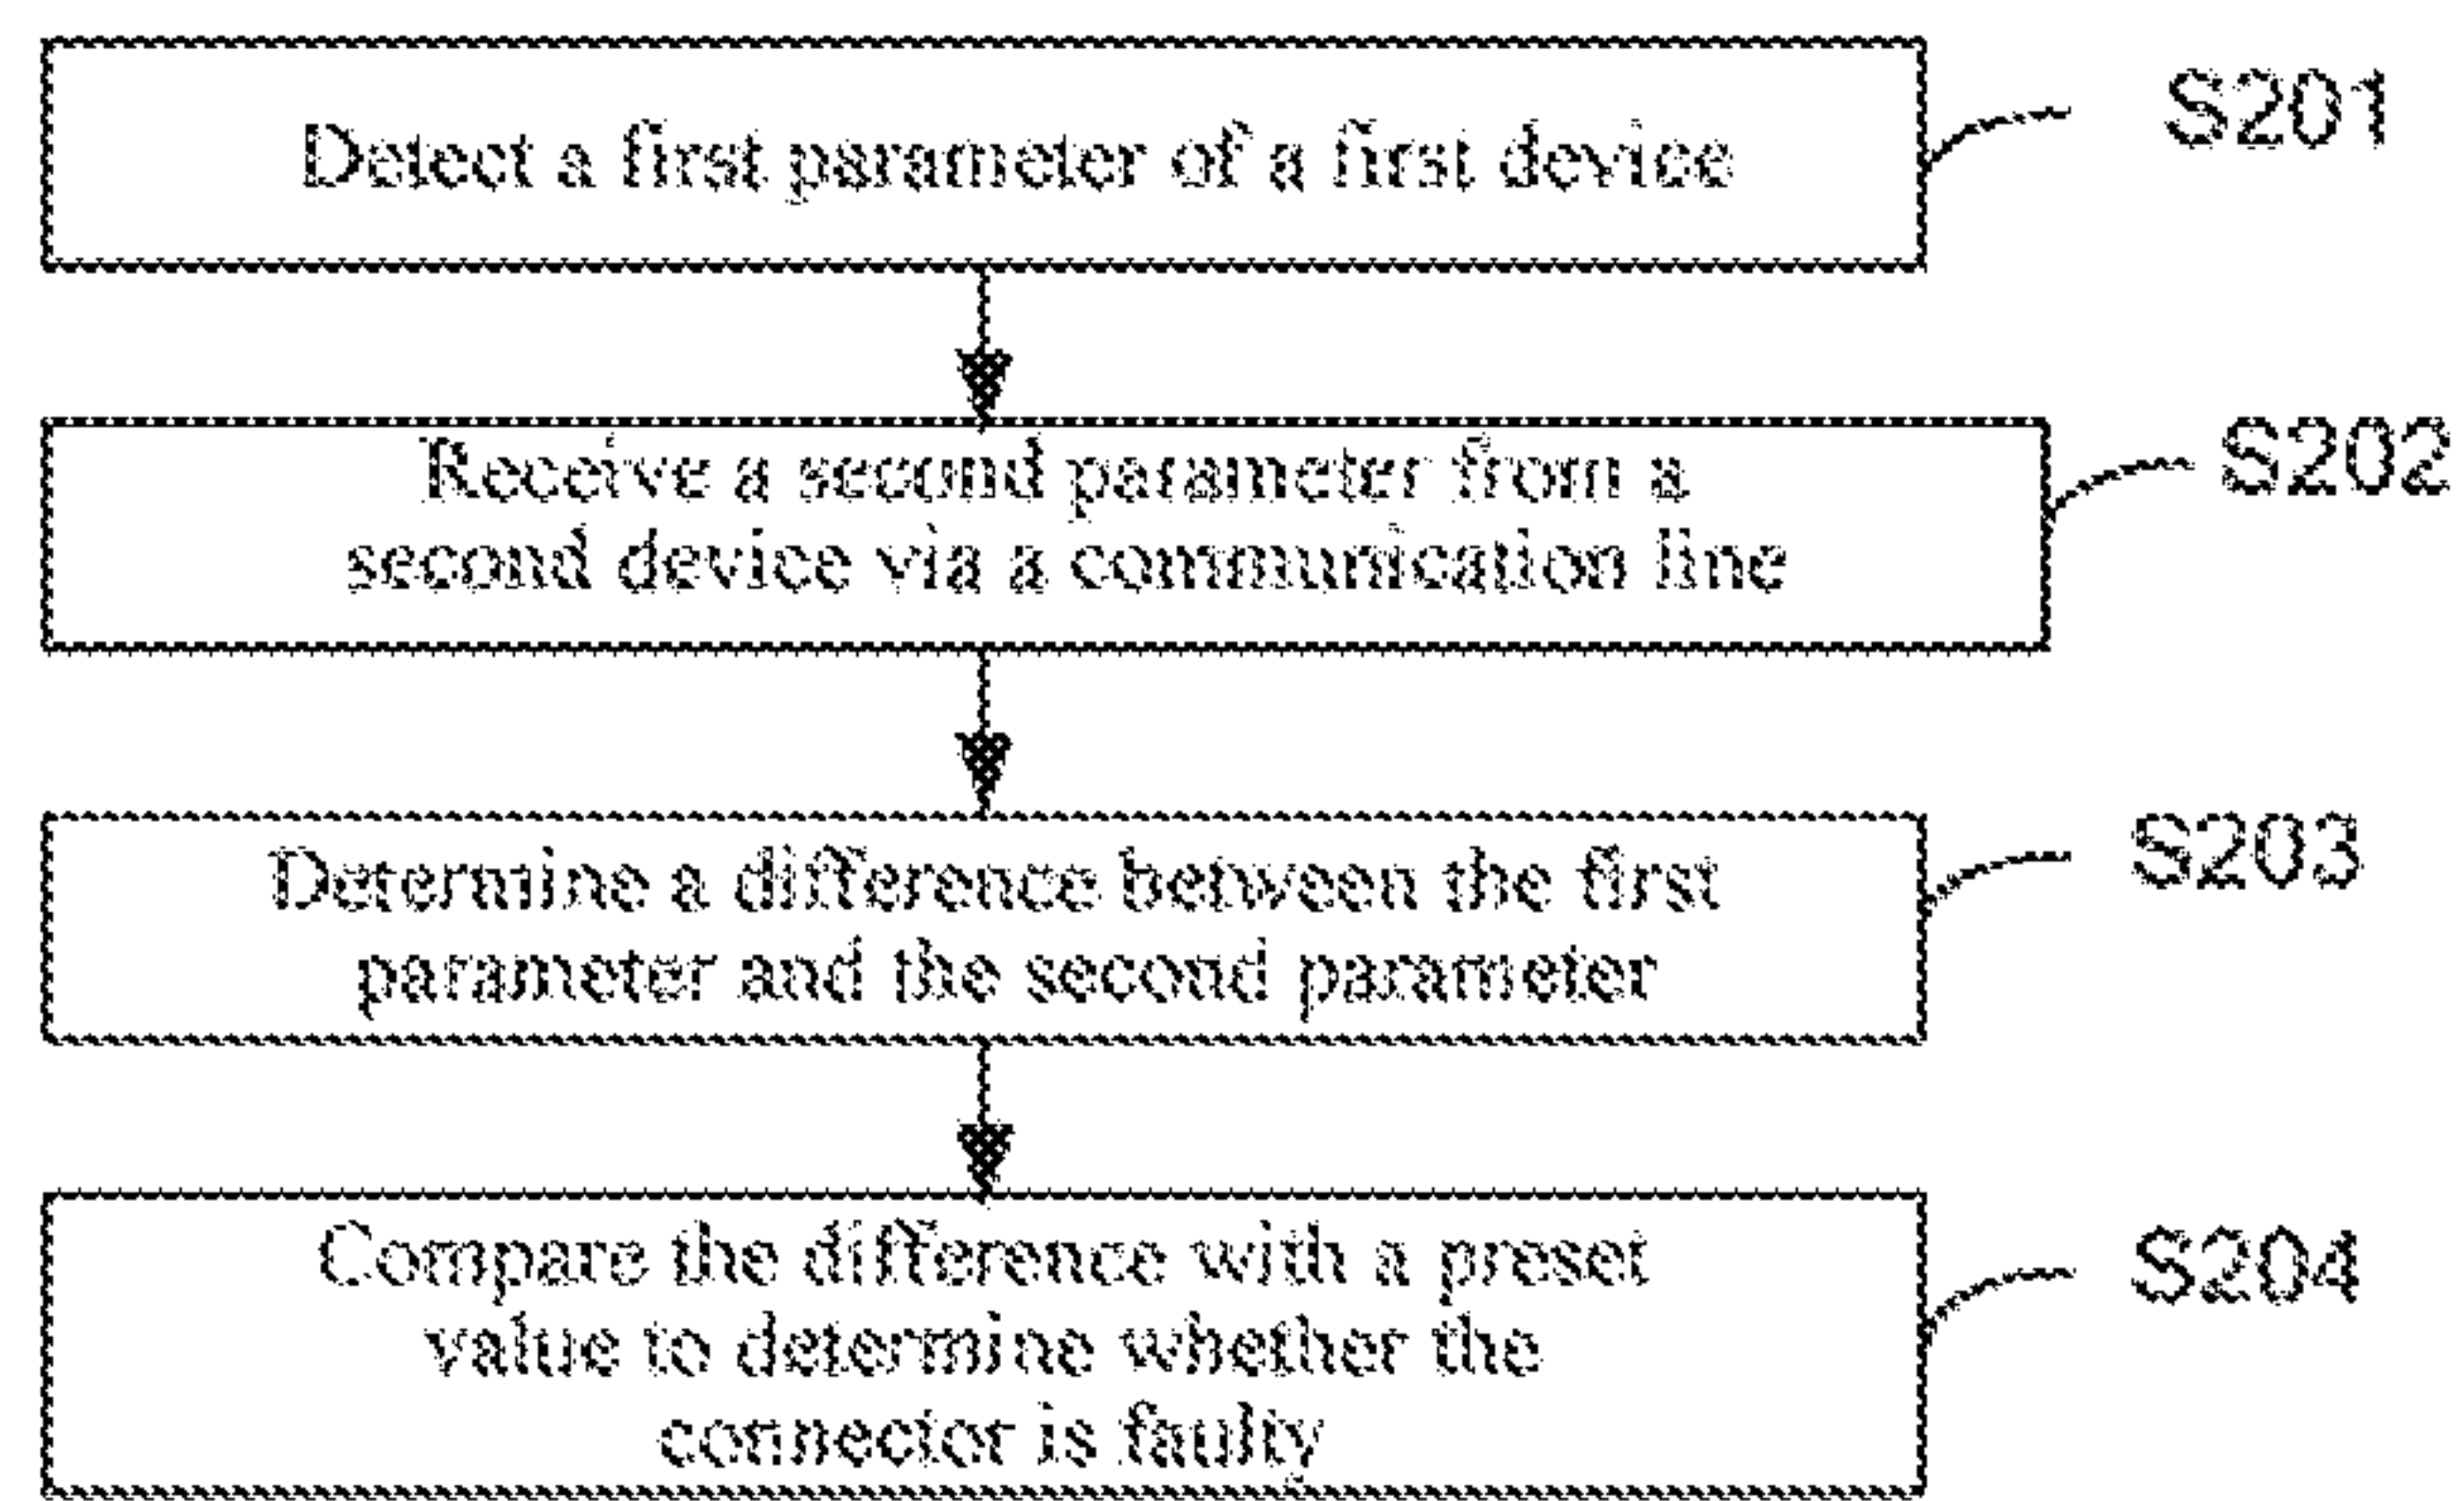 Detect a first parameter of a first device
S201
Receive a second parameter from a
second device via a communication line
S202
Determine a difference between the first
parameter and the second parameter
S203
Compare the difference with a preset
value to determine whether the
connector is faulty
S204